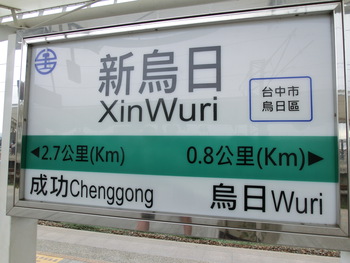 新烏日
XinWuri
台中市
烏日區
◀2.7公里(Km)
0.8公里(Km)▶
成功Chenggong
烏日Wuri